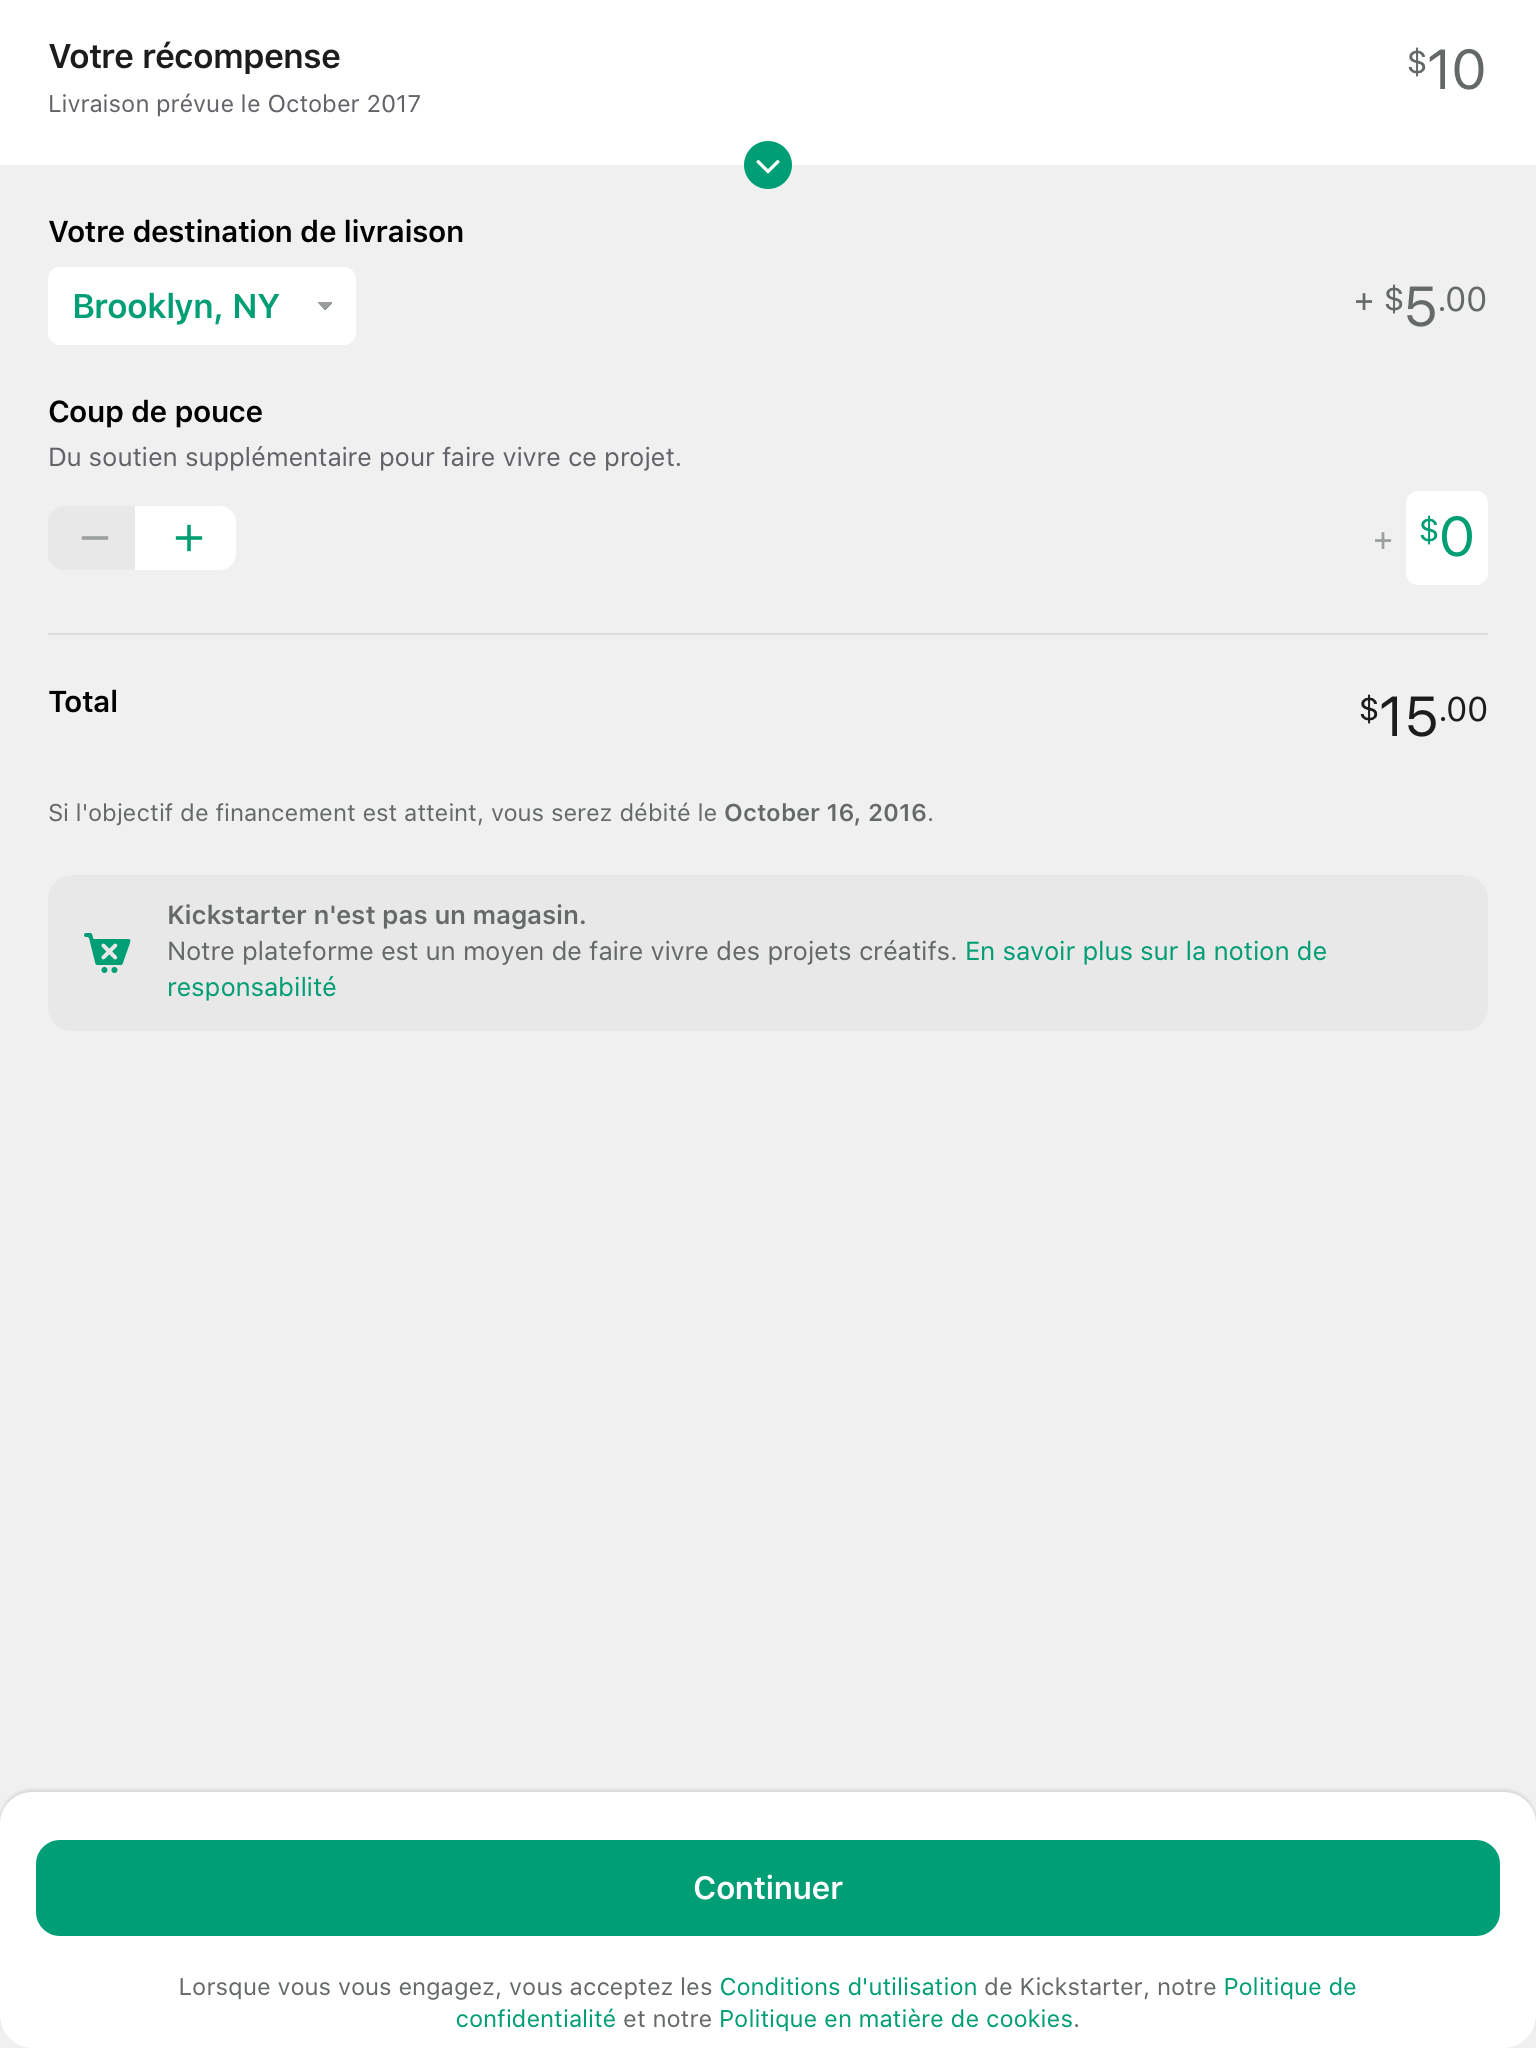 Votre récompense
$10
Livraison prévue le October 2017
Votre destination de livraison
Brooklyn, NY
+ $5.00
Coup de pouce
Du soutien supplémentaire pour faire vivre ce projet.
− +
+ $0
Total
$15.00
Si l'objectif de financement est atteint, vous serez débité le October 16, 2016.
Kickstarter n'est pas un magasin.
Notre plateforme est un moyen de faire vivre des projets créatifs. En savoir plus sur la notion de
responsabilité
Continuer
Lorsque vous vous engagez, vous acceptez les Conditions d'utilisation de Kickstarter, notre Politique de
confidentialité et notre Politique en matière de cookies.